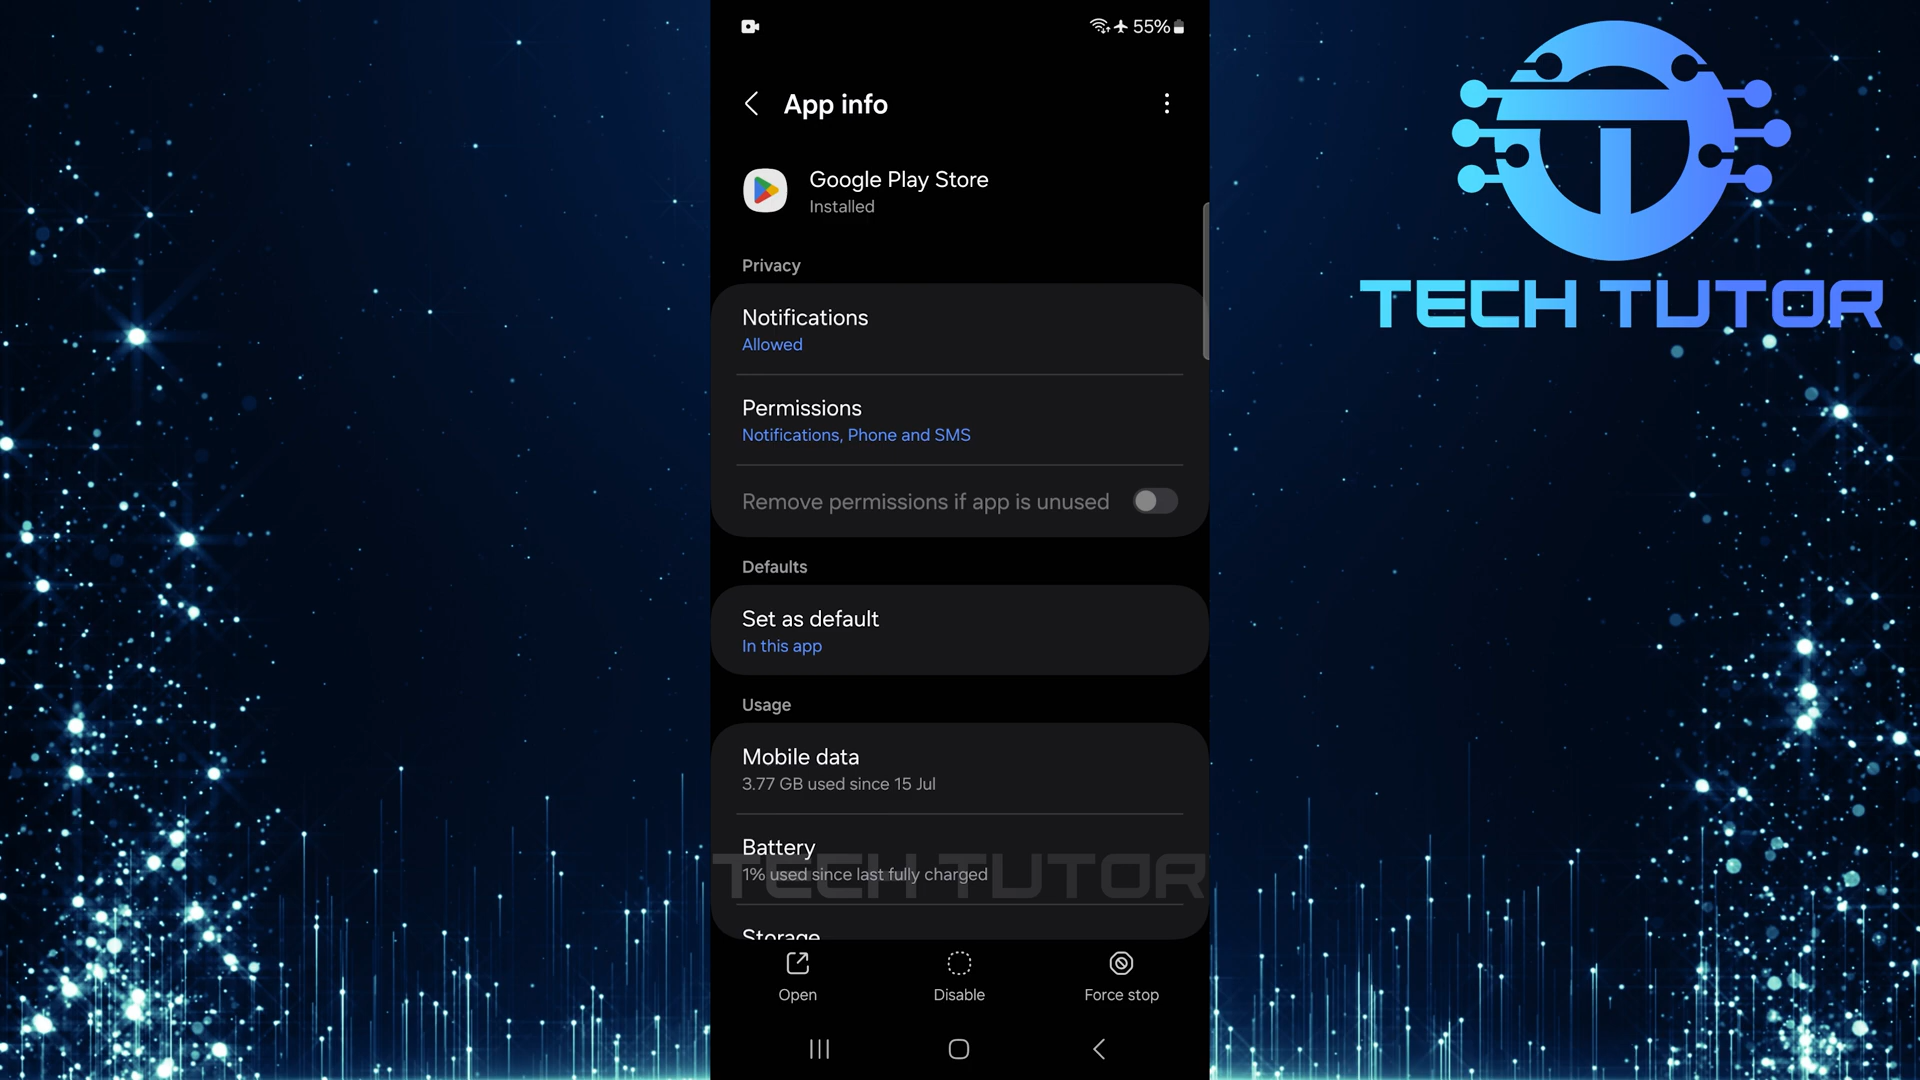 55%
App info
TECH TUTOR
Google Play Store
Installed
Privacy
Notifications
Allowed
Permissions
Notifications, Phone and SMS
Remove permissions if app is unused
Defaults
Set as default
In this app
Usage
Mobile data
3.77 GB used since 15 Jul
Battery
1% used since last fully charged
TECH TUTOR
Storage
Open
Disable
Force stop